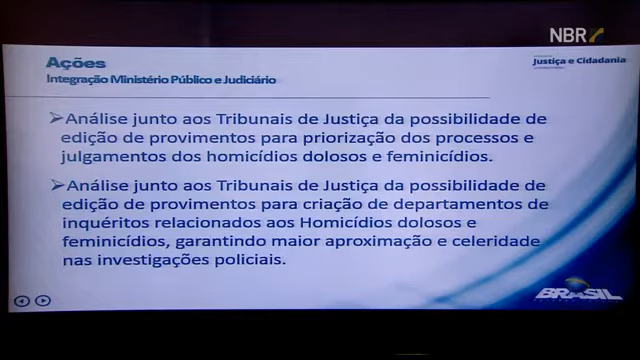 NBR
Ações
Integração Ministério Público e Judiciário
Justiça e Cidadania
➢Análise junto aos Tribunais de Justiça da possibilidade de
edição de provimentos para priorização dos processos e
julgamentos dos homicídios dolosos e feminicídios.
➢Análise junto aos Tribunais de Justiça da possibilidade de
edição de provimentos para criação de departamentos de
inquéritos relacionados aos Homicídios dolosos e
feminicídios, garantindo maior aproximação e celeridade
nas investigações policiais.
BRASIL